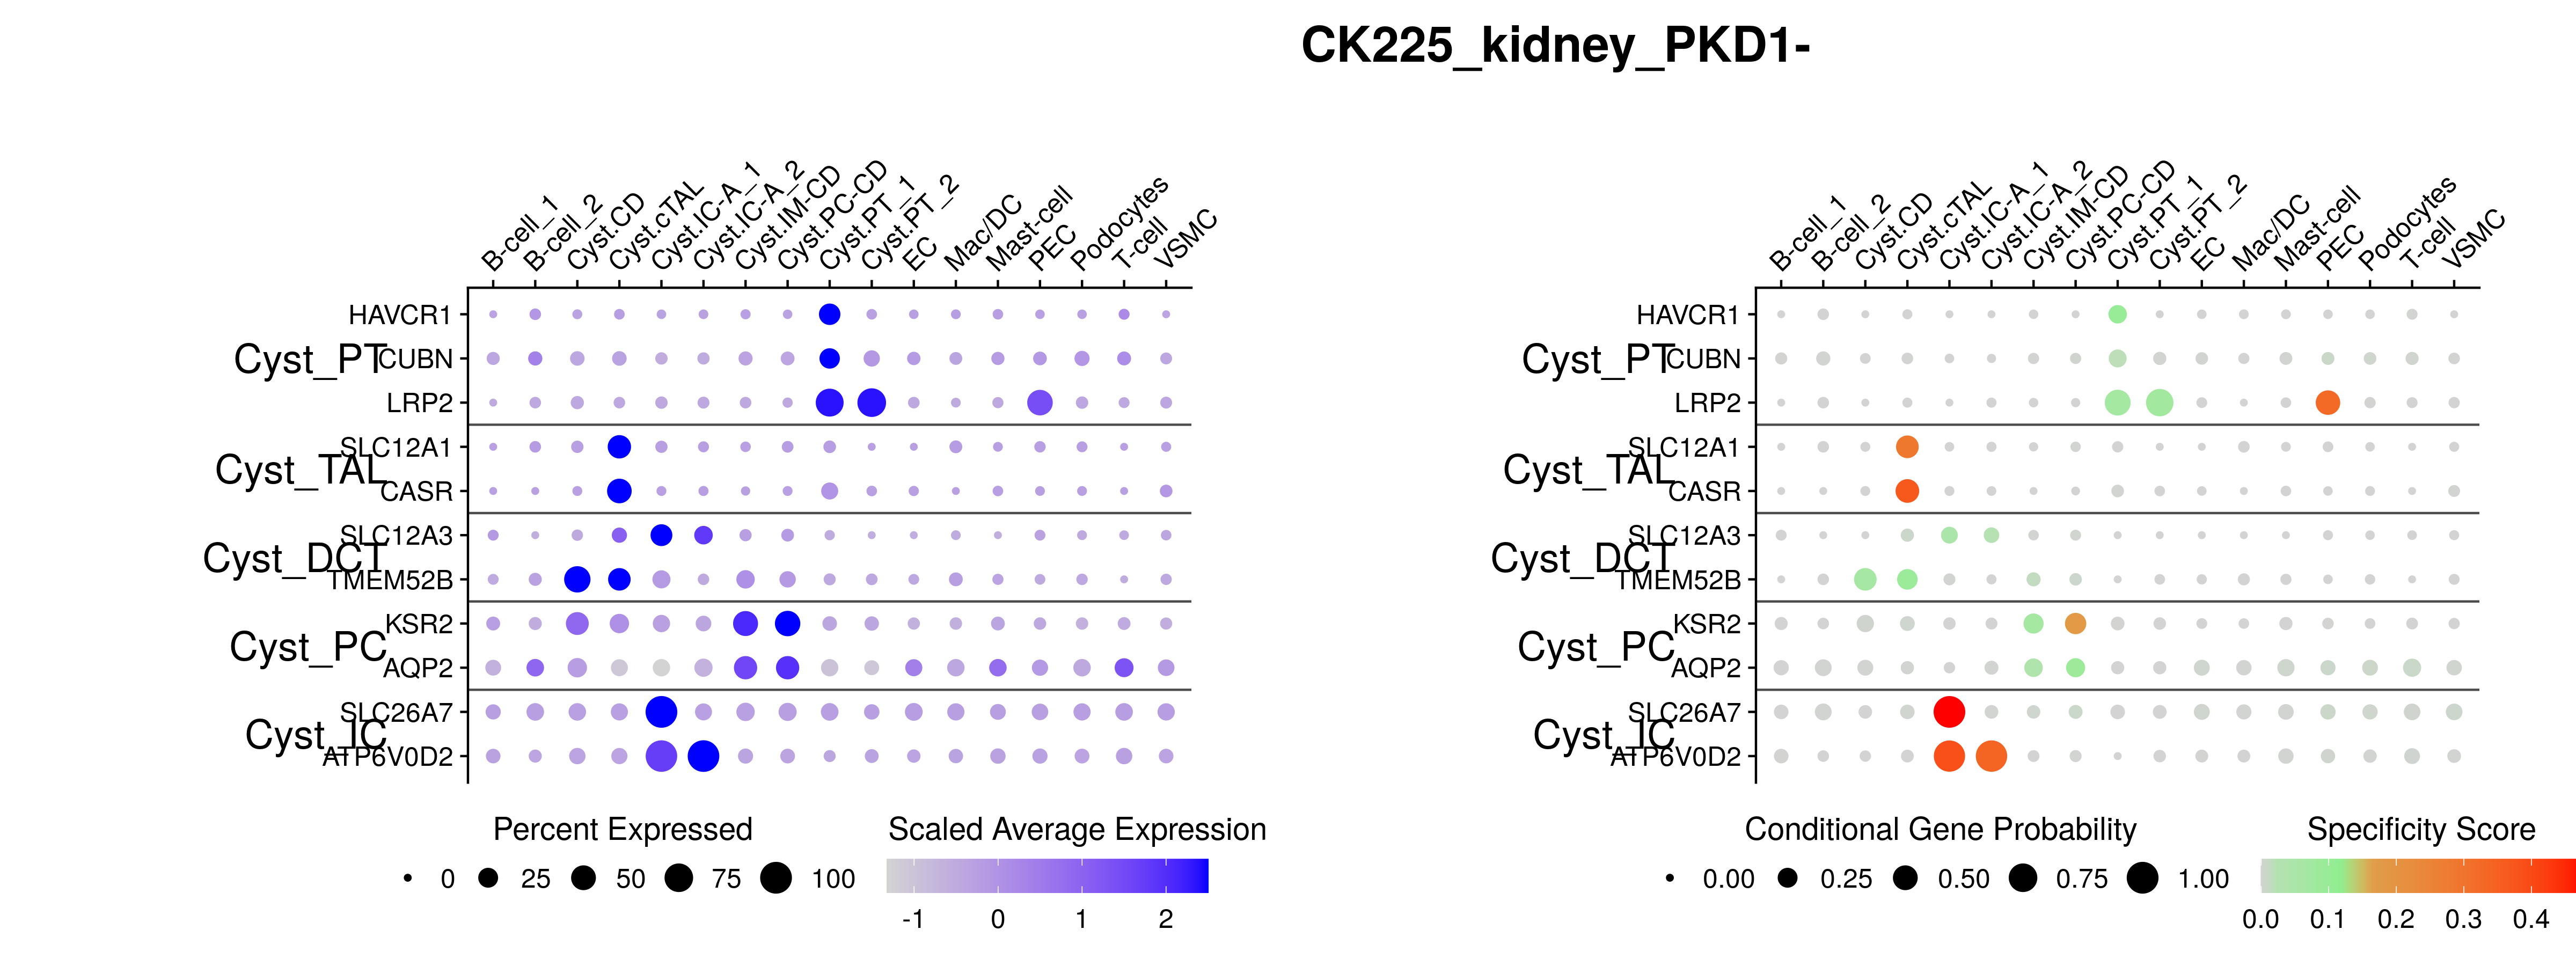 CK225_kidney_PKD1-
B-cell_1
B-cell_2
Cyst.CD
Cyst.cTAL
Cyst.IC-A_1
Cyst.IC-A_2
Cyst.IM-CD
Cyst.PC-CD
Cyst.PT_1
Cyst.PT_2
EC
Mac/DC
Mast-cell
PEC
Podocytes
T-cell
VSMC
Cyst_PT
HAVCR1
CUBN
LRP2
Cyst_TAL
SLC12A1
CASR
Cyst_DCT
SLC12A3
TMEM52B
Cyst_PC
KSR2
AQP2
Cyst_IC
SLC26A7
ATP6V0D2
Percent Expressed
0 25 50 75 100
Scaled Average Expression
-1 0 1 2
B-cell_1
B-cell_2
Cyst.CD
Cyst.cTAL
Cyst.IC-A_1
Cyst.IC-A_2
Cyst.IM-CD
Cyst.PC-CD
Cyst.PT_1
Cyst.PT_2
EC
Mac/DC
Mast-cell
PEC
Podocytes
T-cell
VSMC
Cyst_PT
HAVCR1
CUBN
LRP2
Cyst_TAL
SLC12A1
CASR
Cyst_DCT
SLC12A3
TMEM52B
Cyst_PC
KSR2
AQP2
Cyst_IC
SLC26A7
ATP6V0D2
Conditional Gene Probability
0.00 0.25 0.50 0.75 1.00
Specificity Score
0.0 0.1 0.2 0.3 0.4